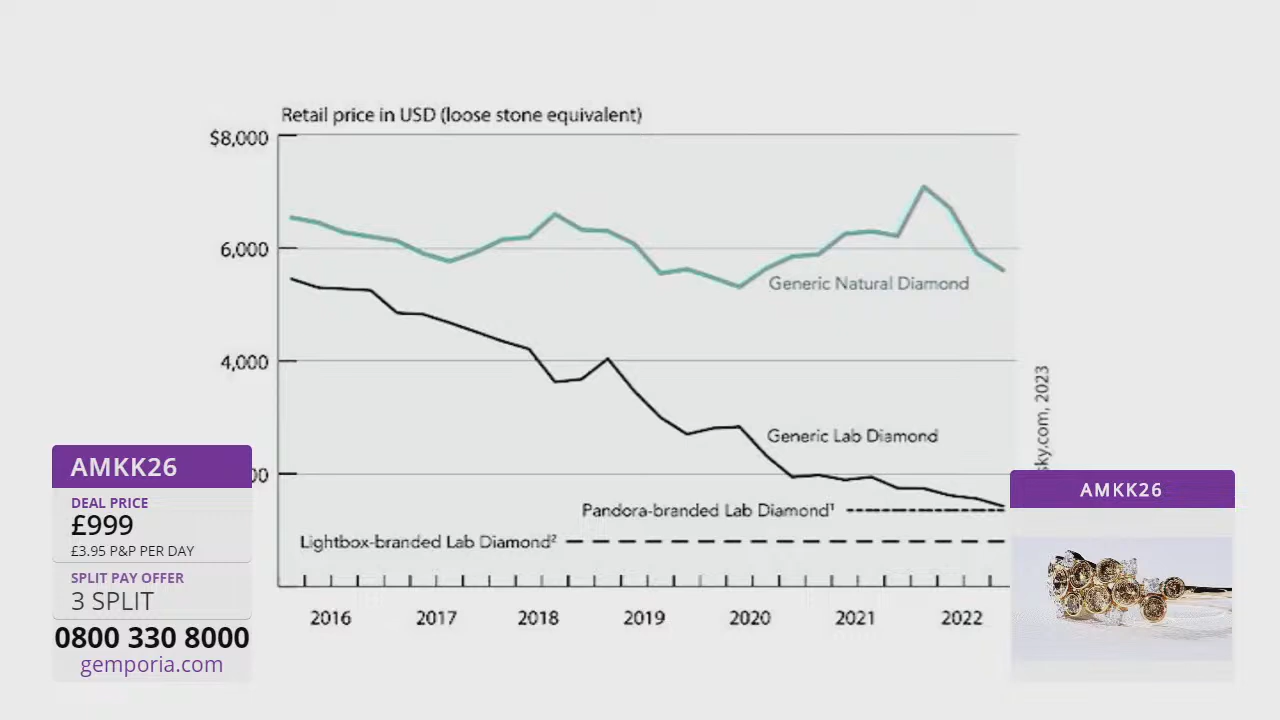 Retail price in USD (loose stone equivalent)
$8,000
6,000
Generic Natural Diamond
4,000
Generic Lab Diamond
00
Pandora-branded Lab Diamond¹
Lightbox-branded Lab Diamond²
2016 2017 2018 2019 2020 2021 2022
sky.com, 2023
AMKK26
DEAL PRICE
£999
£3.95 P&P PER DAY
SPLIT PAY OFFER
3 SPLIT
0800 330 8000
gemporia.com
AMKK26